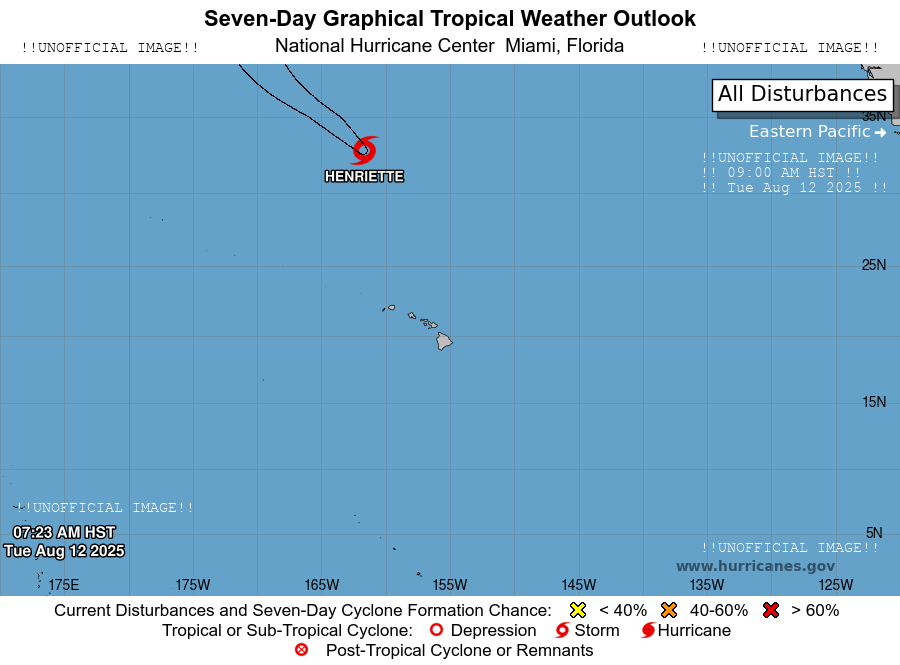 Seven-Day Graphical Tropical Weather Outlook
!!UNOFFICIAL IMAGE!!
National Hurricane Center  Miami, Florida
!!UNOFFICIAL IMAGE!!
All Disturbances
35N
Eastern Pacific
!!UNOFFICIAL IMAGE!!
!! 09:00 AM HST !!
!! Tue Aug 12 2025 !!
HENRIETTE
25N
15N
!!UNOFFICIAL IMAGE!!
07:23 AM HST
Tue Aug 12 2025
5N
!!UNOFFICIAL IMAGE!!
www.hurricanes.gov
175E 175W 165W 155W 145W 135W 125W
Current Disturbances and Seven-Day Cyclone Formation Chance: < 40% 40-60% > 60%
Tropical or Sub-Tropical Cyclone: Depression Storm Hurricane
Post-Tropical Cyclone or Remnants